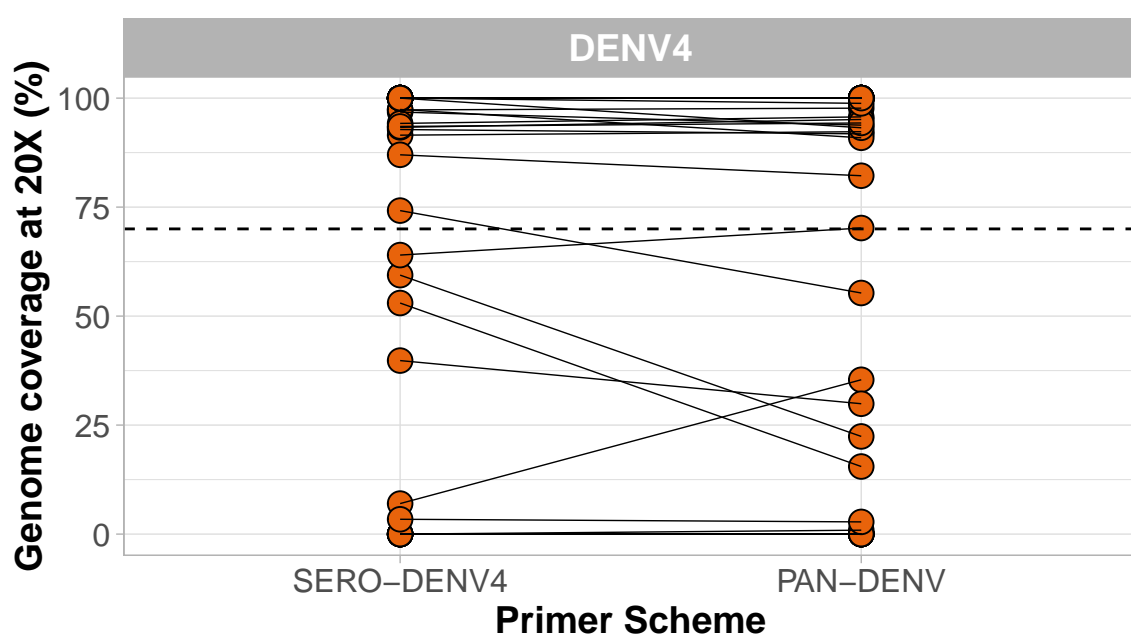 DENV4
Genome coverage at 20X (%)
100
75
50
25
0
SERO−DENV4 PAN−DENV
Primer Scheme